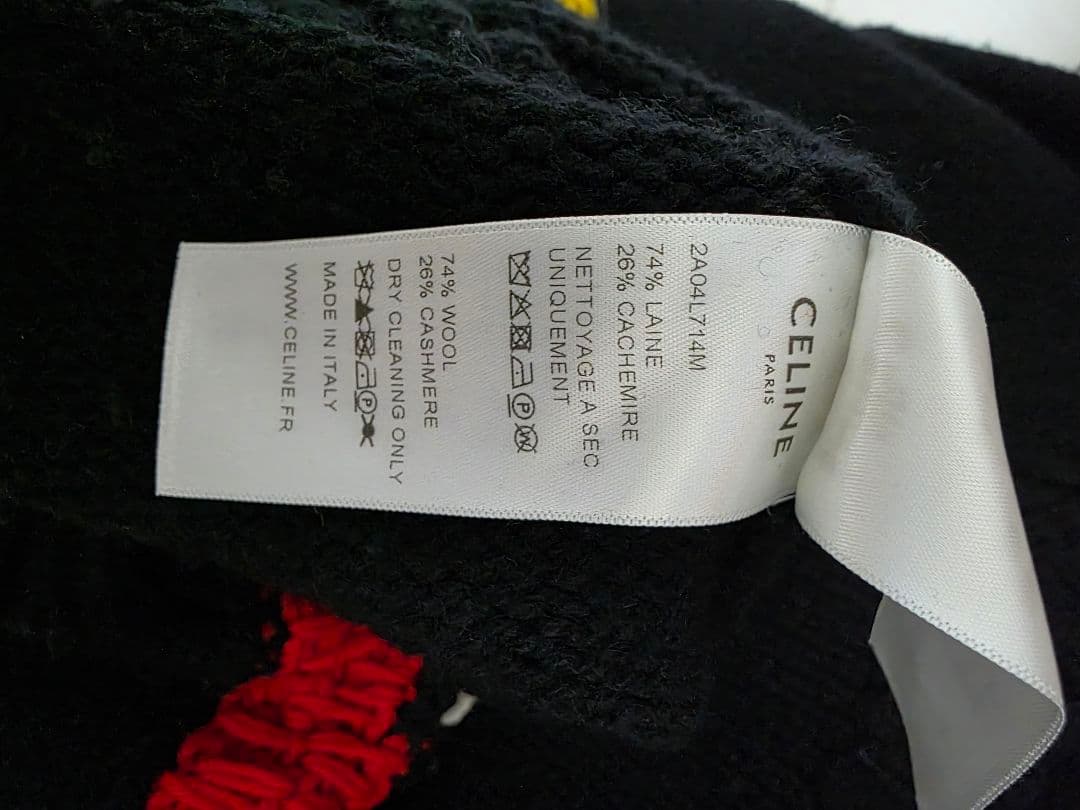 CELINE
PARIS
2A04L714M
74% LAINE
26% CACHEMIRE
NETTOYAGE A SEC
UNIQUEMENT
P W
74% WOOL
26% CASHMERE
DRY CLEANING ONLY
P
MADE IN ITALY
WWW.CELINE.FR